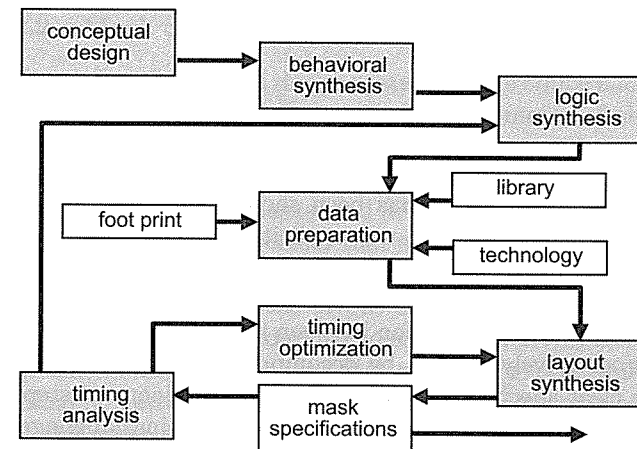 conceptual
design
behavioral
synthesis
logic
synthesis
library
foot print
data
preparation
technology
timing
optimization
layout
synthesis
timing
analysis
mask
specifications